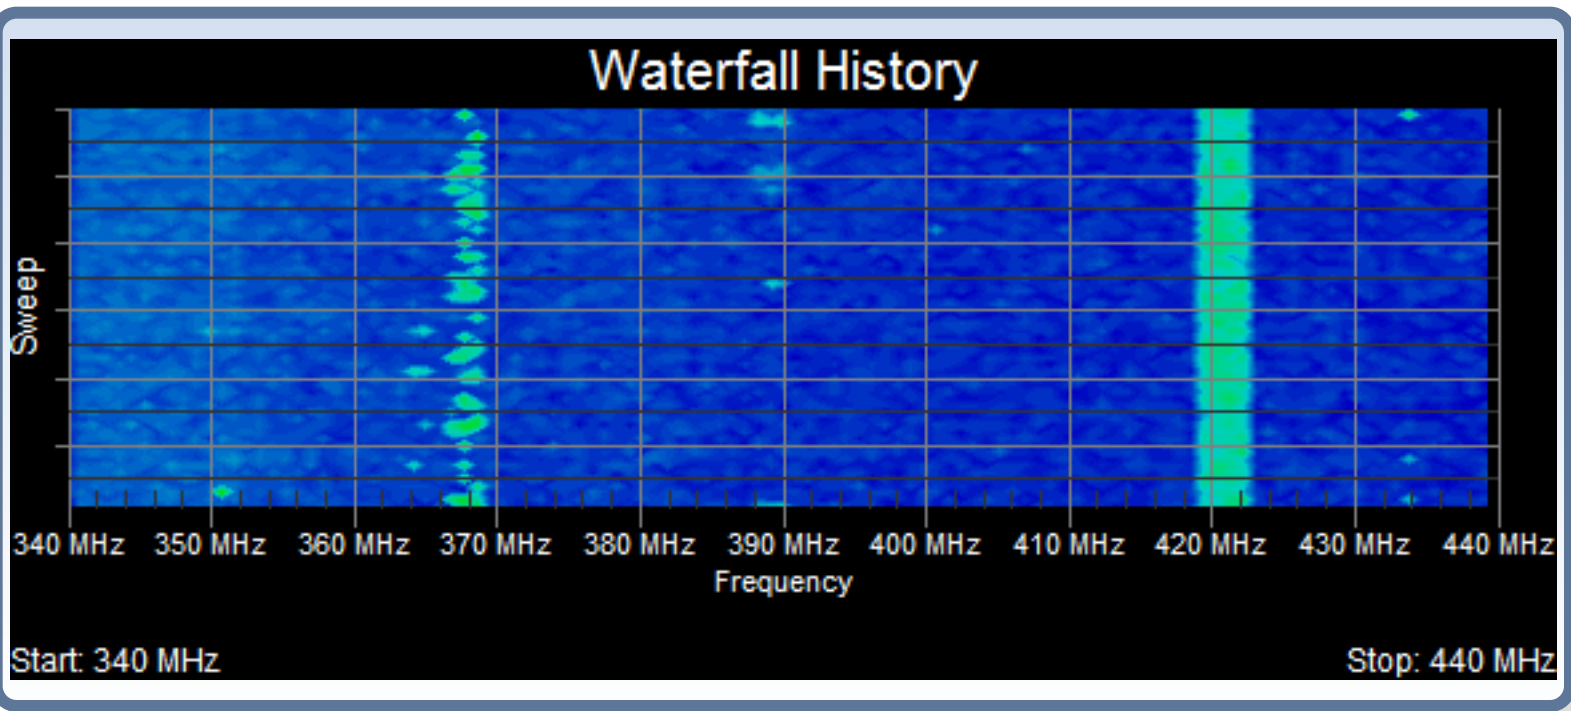 Waterfall History
Sweep
340 MHz 350 MHz 360 MHz 370 MHz 380 MHz 390 MHz 400 MHz 410 MHz 420 MHz 430 MHz 440 MHz
Frequency
Start: 340 MHz Stop: 440 MHz